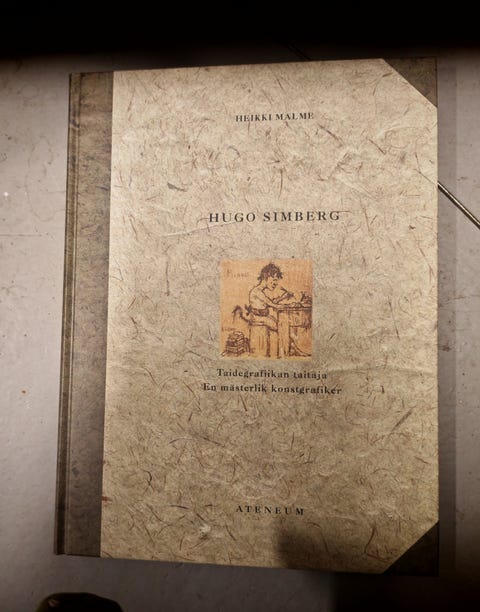 HEIKKI MALME
HUGO SIMBERG
Taidegrafiikan taitaja
En mästerlik konstgrafiker
ATENEUM